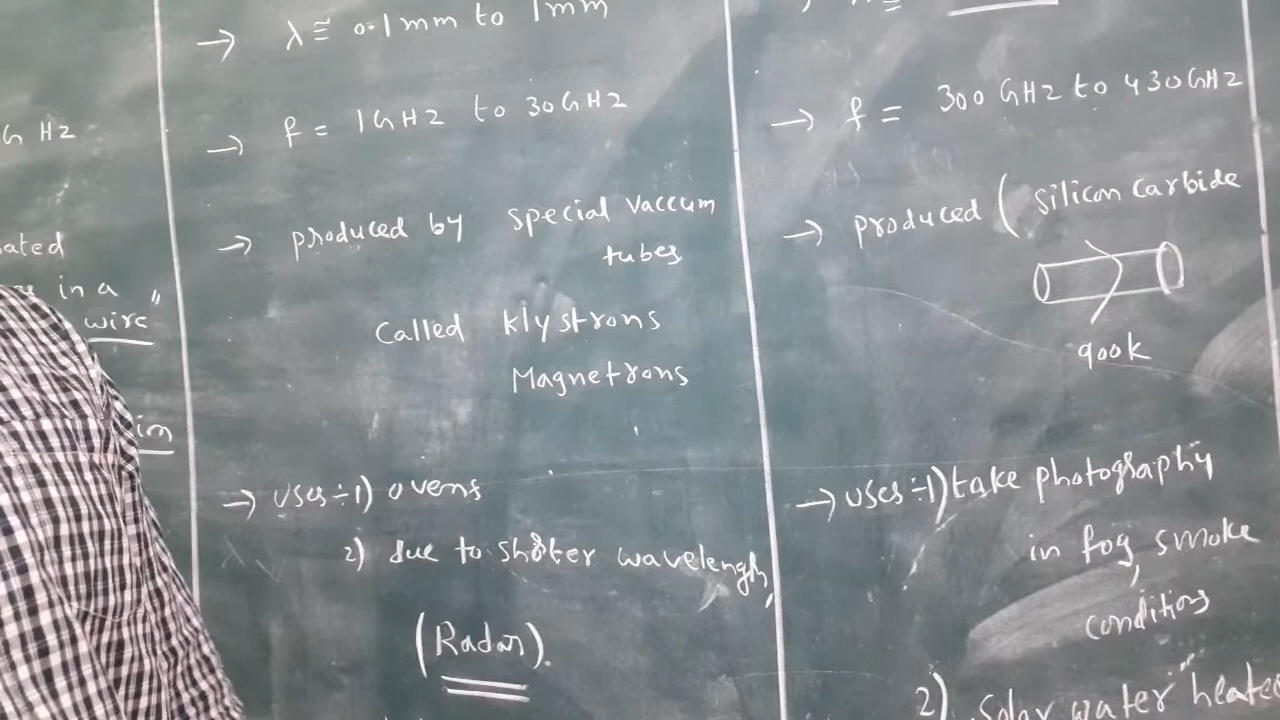 G Hz
ated
in a "
wire
im
→ λ ≅ 0.1mm to 1mm
→ f = 1GHZ to 30GHZ
→ produced by special vaccum
tubes
called klystrons
Magnetrons
→ uses ÷ 1) ovens
2) due to shoter wavelength,
(Radar).
→ f = 300 GHZ to 430GHZ
→ produced ( silicon carbide
900k
→ uses ÷ 1) take photography
in fog, smoke
conditions
2) Solar water heater